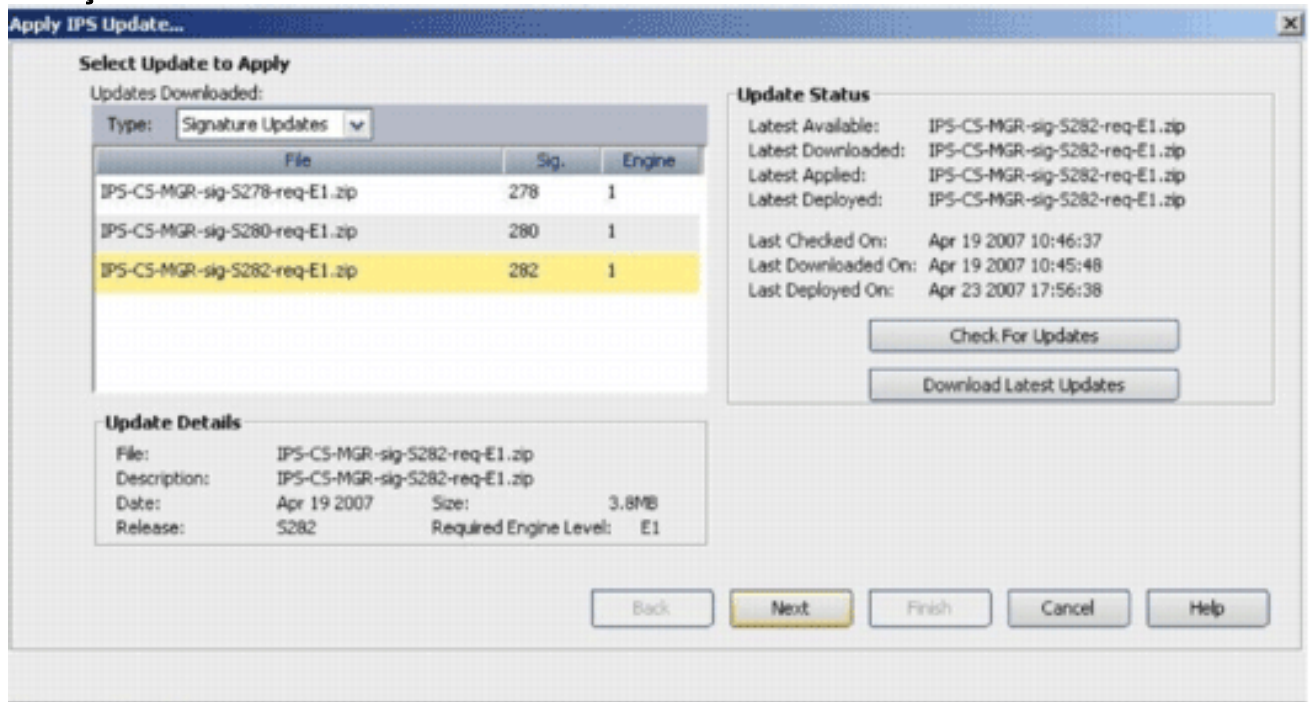 Apply IPS Update...
Select Update to Apply
Updates Downloaded:
Type: Signature Updates
File Sig. Engine
IPS-CS-MGR-sig-S278-req-E1.zip 278 1
IPS-CS-MGR-sig-S280-req-E1.zip 280 1
IPS-CS-MGR-sig-S282-req-E1.zip 282 1
Update Details
File: IPS-CS-MGR-sig-S282-req-E1.zip
Description: IPS-CS-MGR-sig-S282-req-E1.zip
Date: Apr 19 2007 Size: 3.8MB
Release: S282 Required Engine Level: E1
Update Status
Latest Available: IPS-CS-MGR-sig-S282-req-E1.zip
Latest Downloaded: IPS-CS-MGR-sig-S282-req-E1.zip
Latest Applied: IPS-CS-MGR-sig-S282-req-E1.zip
Latest Deployed: IPS-CS-MGR-sig-S282-req-E1.zip
Last Checked On: Apr 19 2007 10:46:37
Last Downloaded On: Apr 19 2007 10:45:48
Last Deployed On: Apr 23 2007 17:56:38
Check For Updates
Download Latest Updates
Back Next Finish Cancel Help